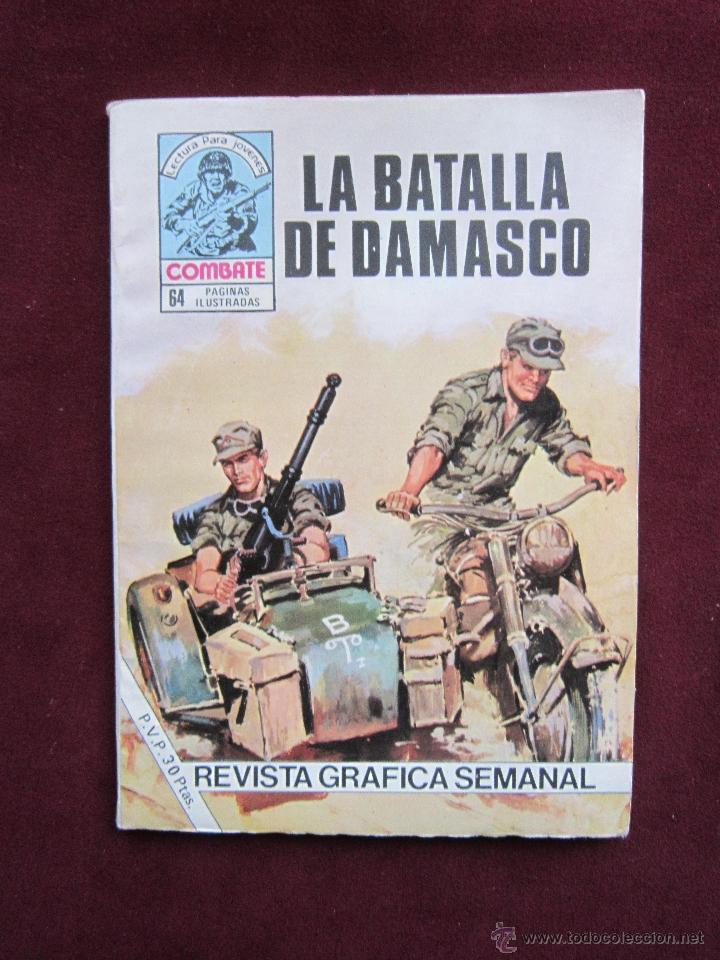 Lectura Para Jovenes
COMBATE
64 PAGINAS
ILUSTRADAS
LA BATALLA
DE DAMASCO
B
P.V.P. 30 Ptas.
REVISTA GRAFICA SEMANAL
© todocoleccion
www.todocoleccion.net